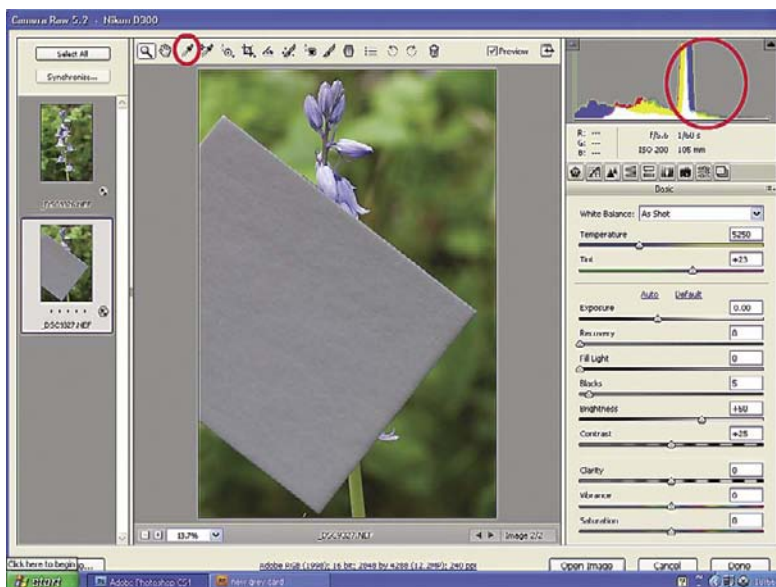 Camera Raw 5.2 - Nikon D300
Select All
Synchronize...
_DSC9327.NEF
Preview
R: ---
G: ---
B: ---
f/5.6 1/60 s
ISO 200 105 mm
Basic
White Balance: As Shot
Temperature 5250
Tint +23
Auto Default
Exposure 0.00
Recovery 0
Fill Light 0
Blacks 5
Brightness +60
Contrast +25
Clarity 0
Vibrance 0
Saturation 0
13.7%
_DSC9327.NEF
Image 2/2
Click here to begin
Adobe RGB (1998); 16 bit; 2848 by 4288 (12.2MP); 240 ppi
Open Image Cancel Done
start
Adobe Photoshop CS4
new grey card